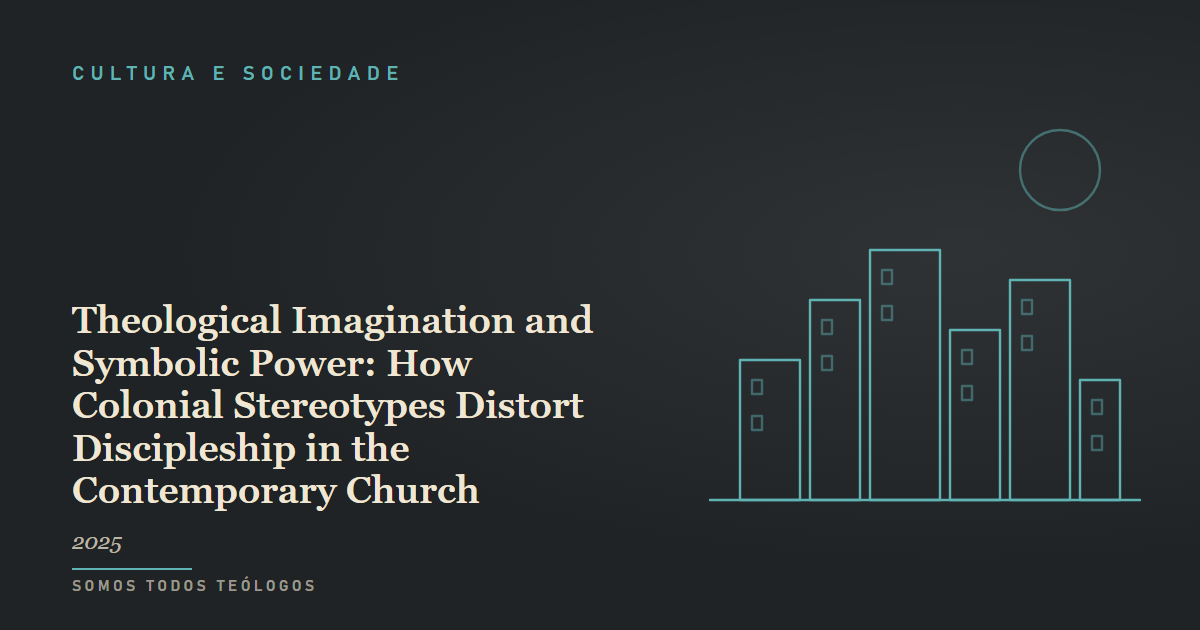 CULTURA E SOCIEDADE
Theological Imagination and
Symbolic Power: How
Colonial Stereotypes Distort
Discipleship in the
Contemporary Church
2025
SOMOS TODOS TEÓLOGOS